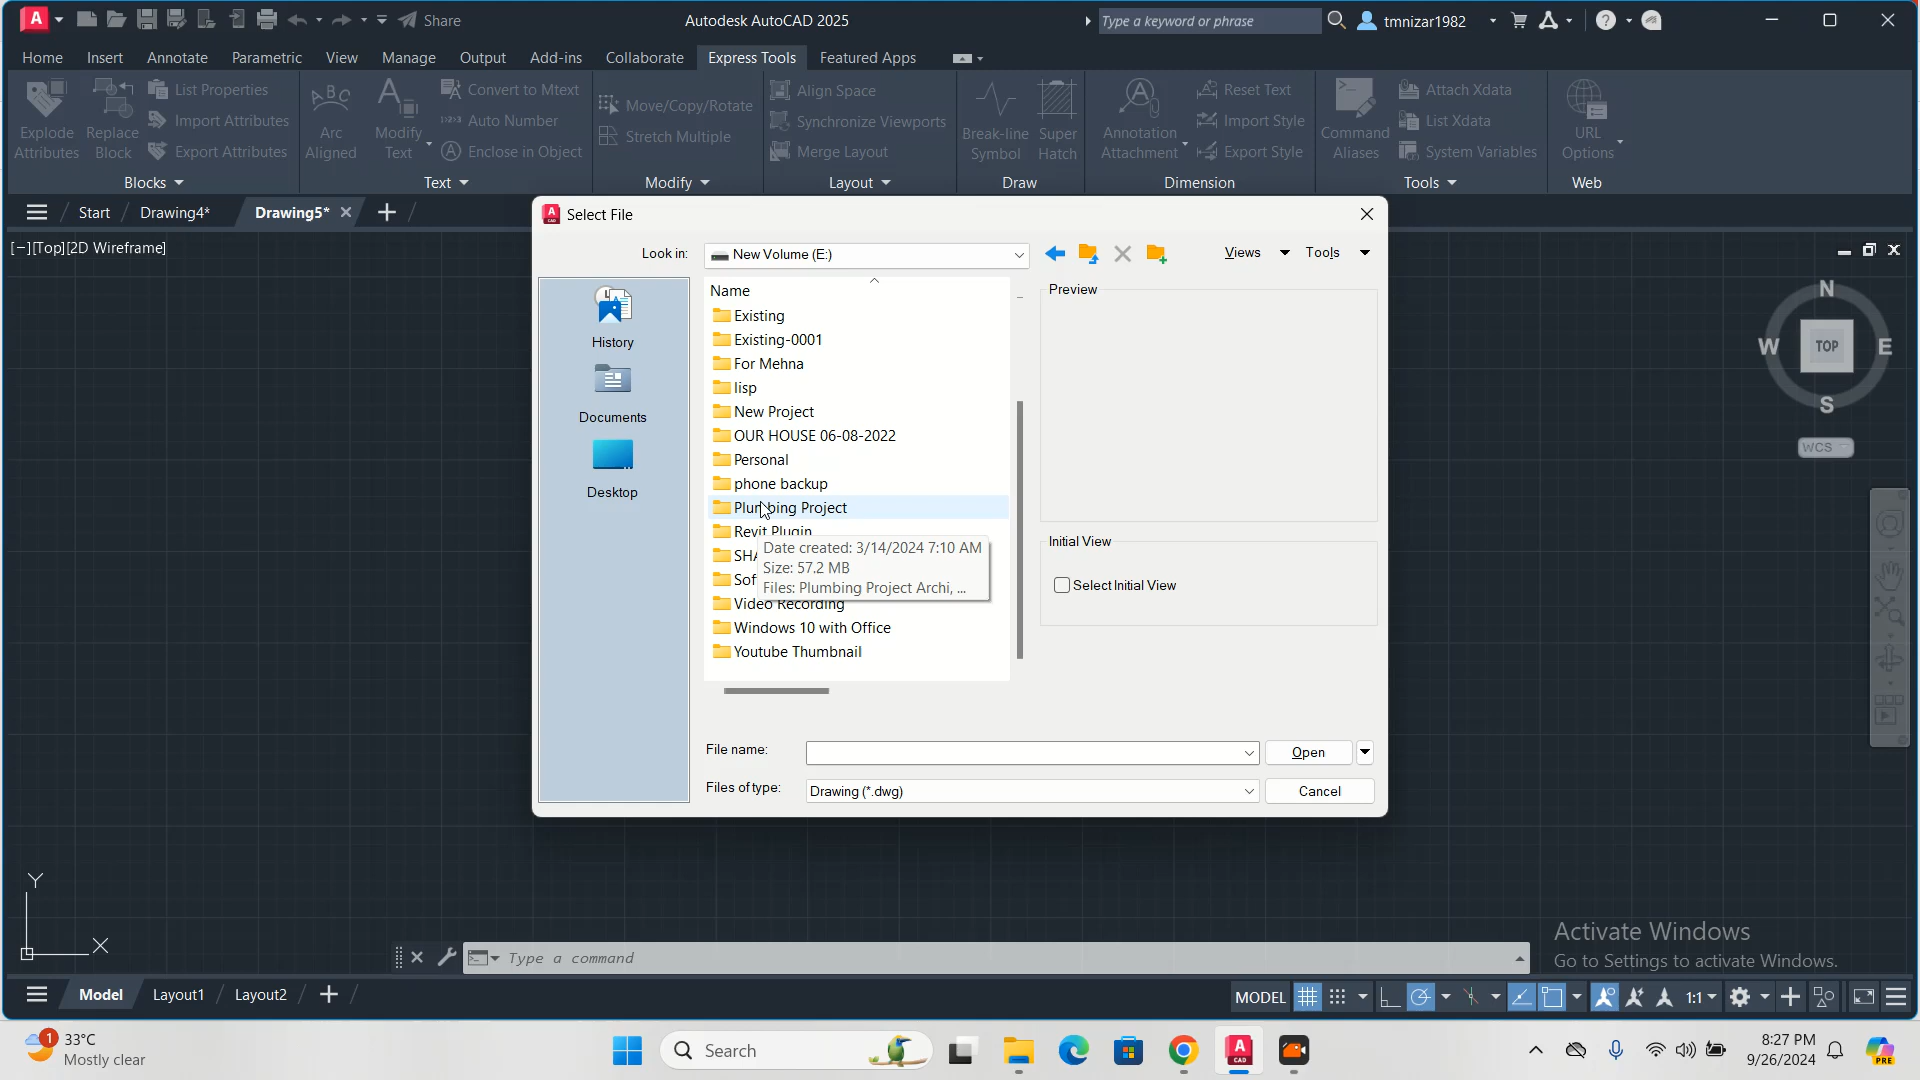 Share
Autodesk AutoCAD 2025
Type a keyword or phrase
tmnizar1982
Home Insert Annotate Parametric View Manage Output Add-ins Collaborate Express Tools Featured Apps
Explode Attributes
Replace Block
List Properties
Import Attributes
Export Attributes
Blocks
Arc Aligned
Modify Text
Convert to Mtext
Auto Number
Enclose in Object
Text
Move/Copy/Rotate
Stretch Multiple
Modify
Align Space
Synchronize Viewports
Merge Layout
Layout
Break-line Symbol
Super Hatch
Draw
Annotation Attachment
Reset Text
Import Style
Export Style
Dimension
Command Aliases
Attach Xdata
List Xdata
System Variables
Tools
URL Options
Web
Start
Drawing4*
Drawing5*
[−][Top][2D Wireframe]
Select File
Look in:
New Volume (E:)
Views
Tools
History
Documents
Desktop
Name
Existing
Existing-0001
For Mehna
lisp
New Project
OUR HOUSE 06-08-2022
Personal
phone backup
Plumbing Project
Revit Plugin
Date created: 3/14/2024 7:10 AM
Size: 57.2 MB
Files: Plumbing Project Archi, ...
Video Recording
Windows 10 with Office
Youtube Thumbnail
Preview
Initial View
Select Initial View
File name:
Open
Files of type:
Drawing (*.dwg)
Cancel
N
W
TOP
E
S
WCS
Y
X
Type a command
Activate Windows
Go to Settings to activate Windows.
Model
Layout1
Layout2
MODEL
1:1
1
33°C
Mostly clear
Search
8:27 PM
9/26/2024